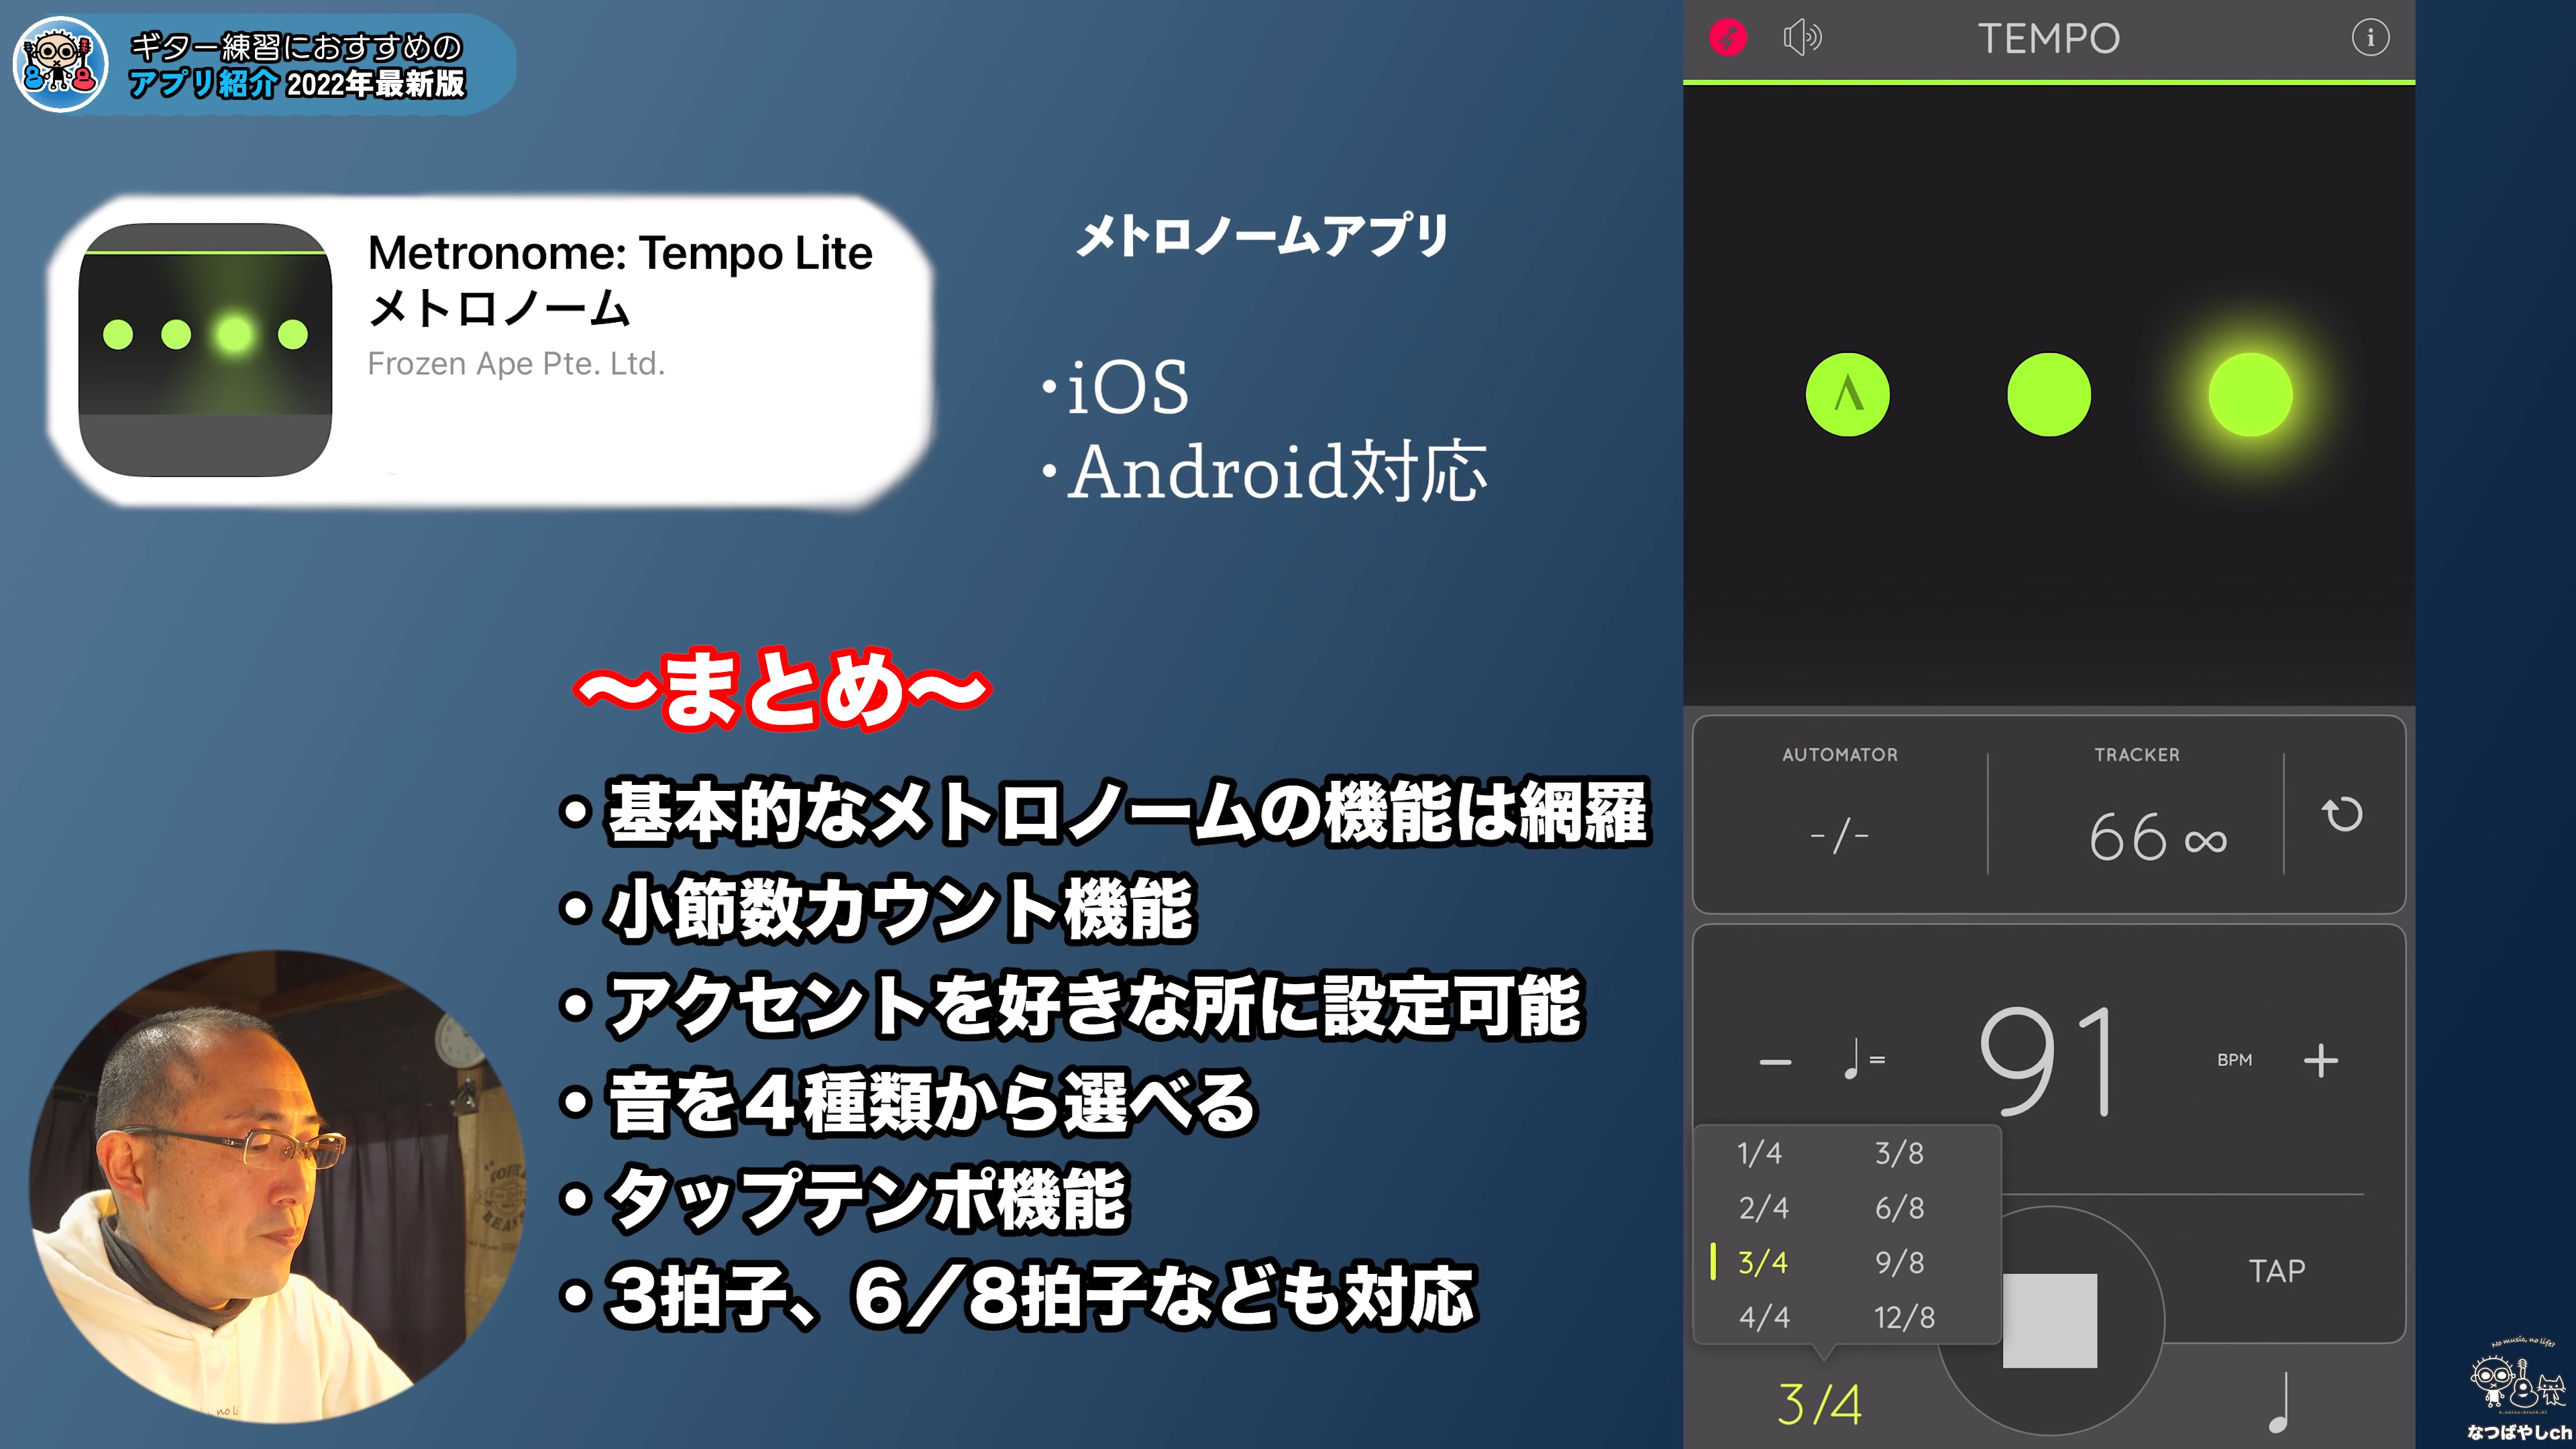 ギター練習におすすめの
アプリ紹介 2022年最新版
Metronome: Tempo Lite
メトロノーム
Frozen Ape Pte. Ltd.
メトロノームアプリ
・iOS
・Android対応
〜まとめ〜
・基本的なメトロノームの機能は網羅
・小節数カウント機能
・アクセントを好きな所に設定可能
・音を4種類から選べる
・タップテンポ機能
・3拍子、6／8拍子なども対応
TEMPO
AUTOMATOR
TRACKER
-/-
66 ∞
− ♩= 91 BPM +
1/4 3/8
2/4 6/8
3/4 9/8
4/4 12/8
TAP
3/4
No music, no life!
なつばやしch